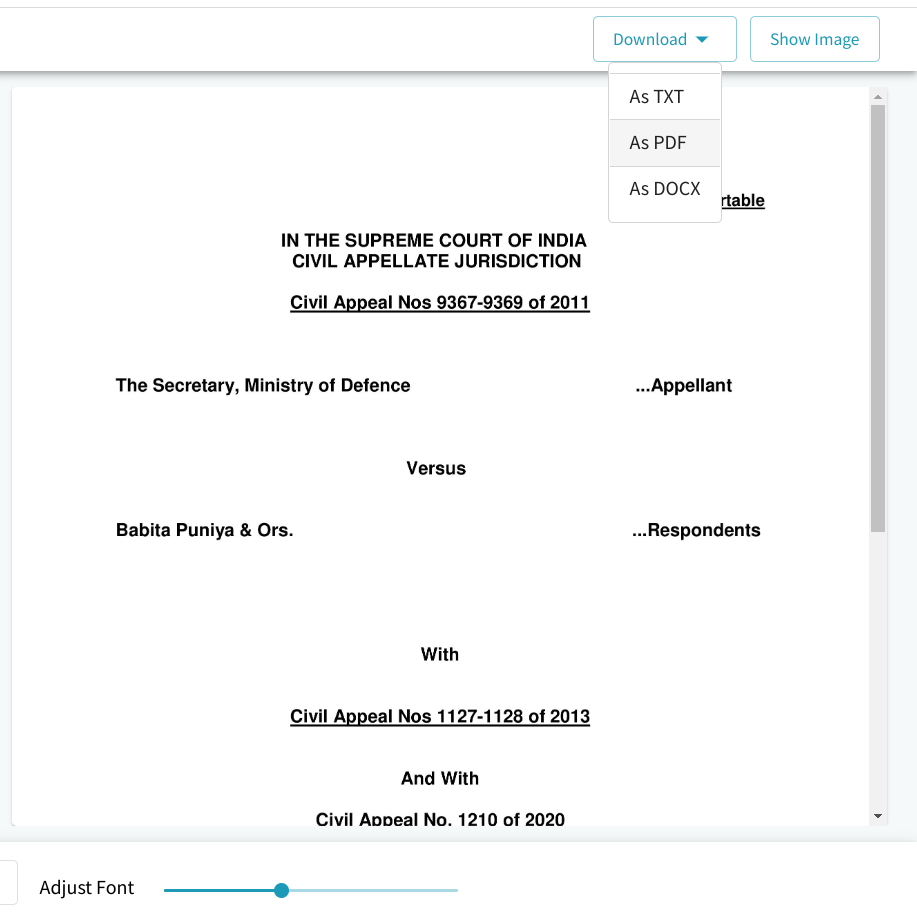 Download
Show Image
As TXT
As PDF
As DOCX
IN THE SUPREME COURT OF INDIA
CIVIL APPELLATE JURISDICTION
Civil Appeal Nos 9367-9369 of 2011
The Secretary, Ministry of Defence ...Appellant
Versus
Babita Puniya & Ors. ...Respondents
With
Civil Appeal Nos 1127-1128 of 2013
And With
Civil Appeal No. 1210 of 2020
Adjust Font